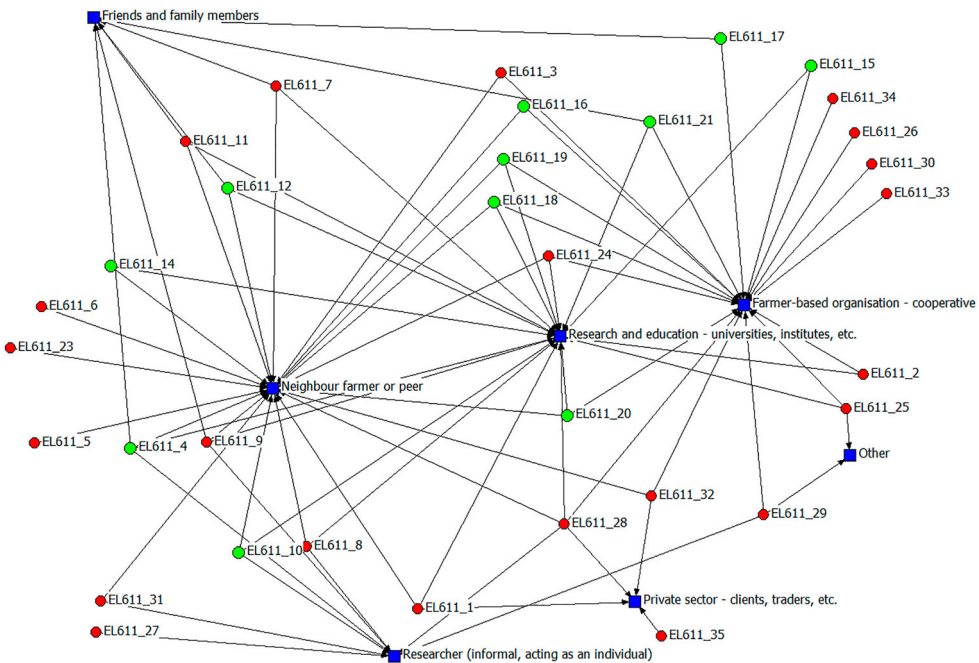 Friends and family members
EL611_17
EL611_15
EL611_3
EL611_7
EL611_34
EL611_16
EL611_21
EL611_26
EL611_11
EL611_19
EL611_30
EL611_12
EL611_33
EL611_18
EL611_24
EL611_14
Farmer-based organisation - cooperative
EL611_6
Research and education - universities, institutes, etc.
EL611_23
EL611_2
Neighbour farmer or peer
EL611_25
EL611_20
EL611_5
EL611_4
EL611_9
Other
EL611_32
EL611_29
EL611_28
EL611_8
EL611_10
EL611_31
Private sector - clients, traders, etc.
EL611_1
EL611_27
EL611_35
Researcher (informal, acting as an individual)